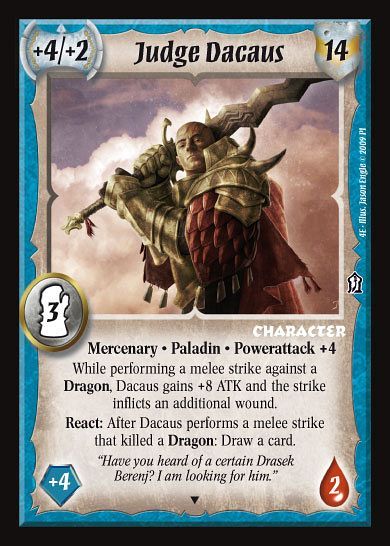 +4/+2
Judge Dacaus
14
4E · Illus. Jason Engle © 2009 PI
3
CHARACTER
Mercenary • Paladin • Powerattack +4
While performing a melee strike against a
Dragon, Dacaus gains +8 ATK and the strike
inflicts an additional wound.
React: After Dacaus performs a melee strike
that killed a Dragon: Draw a card.
“Have you heard of a certain Drasek
Berenj? I am looking for him.”
+4
2